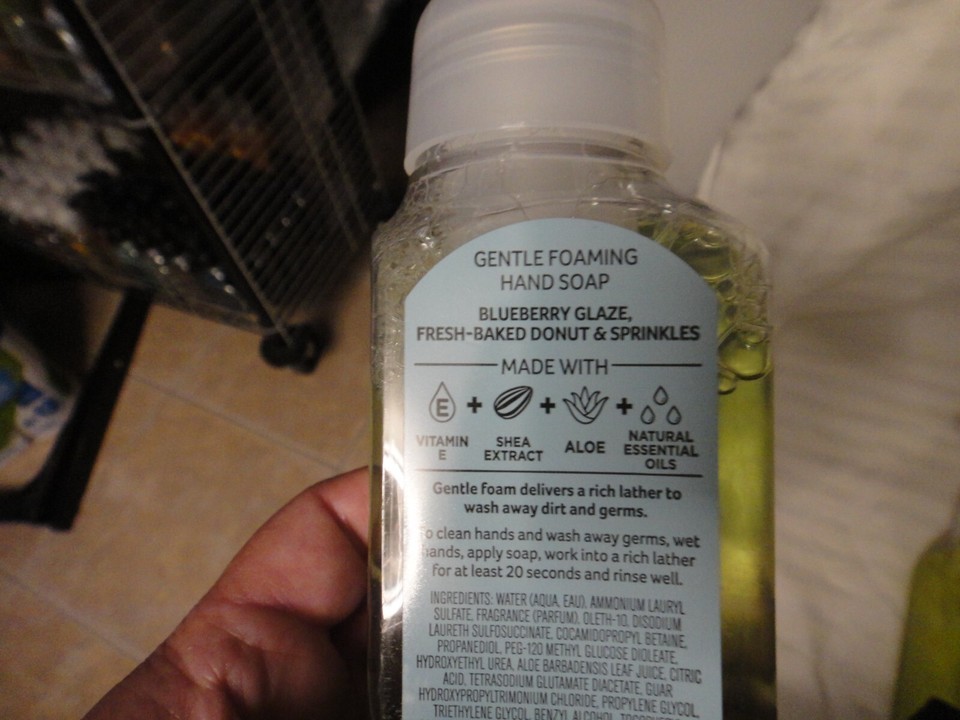 GENTLE FOAMING
HAND SOAP
BLUEBERRY GLAZE,
FRESH-BAKED DONUT & SPRINKLES
MADE WITH
E + + +
VITAMIN E
SHEA EXTRACT
ALOE
NATURAL ESSENTIAL OILS
Gentle foam delivers a rich lather to
wash away dirt and germs.
To clean hands and wash away germs, wet
hands, apply soap, work into a rich lather
for at least 20 seconds and rinse well.
INGREDIENTS: WATER (AQUA, EAU), AMMONIUM LAURYL
SULFATE, FRAGRANCE (PARFUM), OLETH-10, DISODIUM
LAURETH SULFOSUCCINATE, COCAMIDOPROPYL BETAINE,
PROPANEDIOL, PEG-120 METHYL GLUCOSE DIOLEATE,
HYDROXYETHYL UREA, ALOE BARBADENSIS LEAF JUICE, CITRIC
ACID, TETRASODIUM GLUTAMATE DIACETATE, GUAR
HYDROXYPROPYLTRIMONIUM CHLORIDE, PROPYLENE GLYCOL,
TRIETHYLENE GLYCOL, BENZYL ALCOHOL,